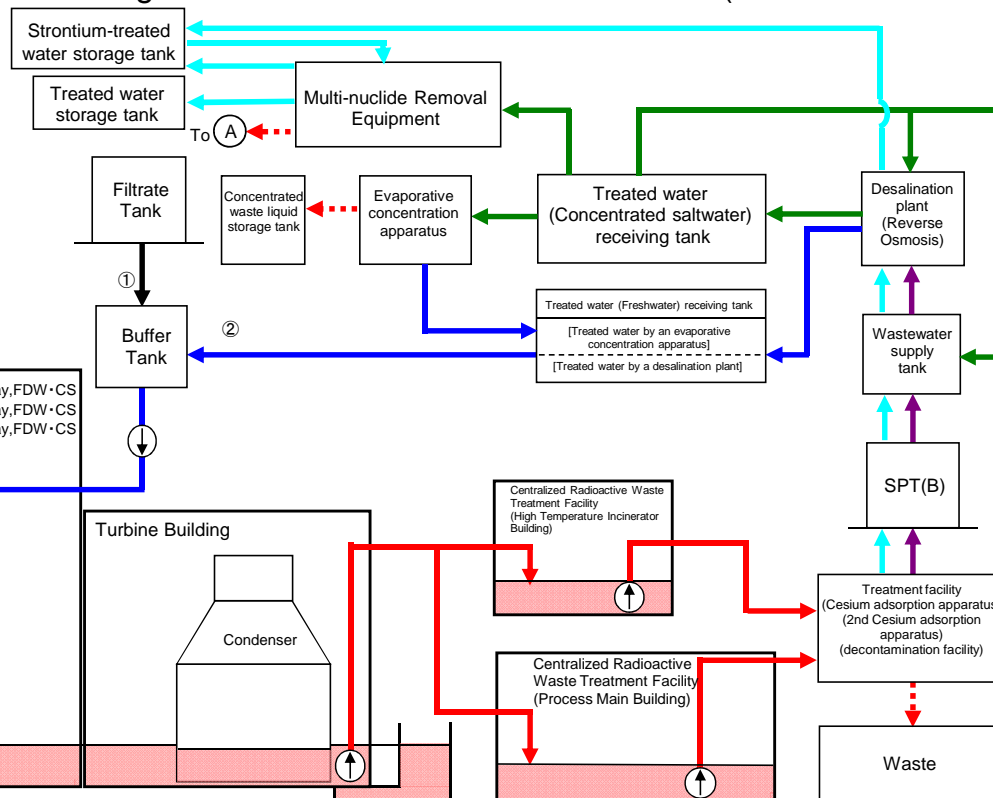 Strontium-treated
water storage tank
Treated water
storage tank
Multi-nuclide Removal
Equipment
To A
Filtrate
Tank
Concentrated
waste liquid
storage tank
Evaporative
concentration
apparatus
Treated water
(Concentrated saltwater)
receiving tank
Desalination
plant
(Reverse
Osmosis)
①
②
Buffer
Tank
Treated water (Freshwater) receiving tank
[Treated water by an evaporative
concentration apparatus]
[Treated water by a desalination plant]
Wastewater
supply
tank
ay,FDW・CS
ay,FDW・CS
ay,FDW・CS
SPT(B)
Turbine Building
Condenser
Centralized Radioactive Waste
Treatment Facility
(High Temperature Incinerator
Building)
Centralized Radioactive
Waste Treatment Facility
(Process Main Building)
Treatment facility
(Cesium adsorption apparatus
(2nd Cesium adsorption
apparatus)
(decontamination facility)
Waste